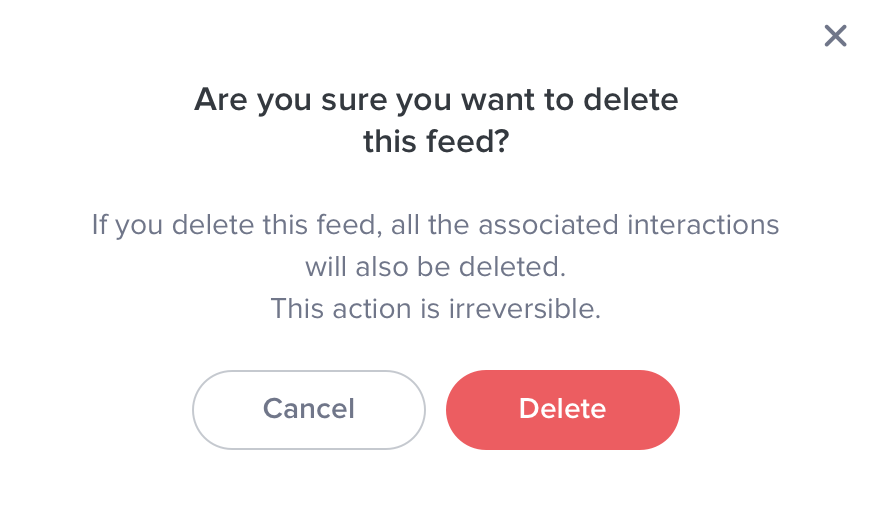 Are you sure you want to delete
this feed?
If you delete this feed, all the associated interactions
will also be deleted.
This action is irreversible.
Cancel
Delete